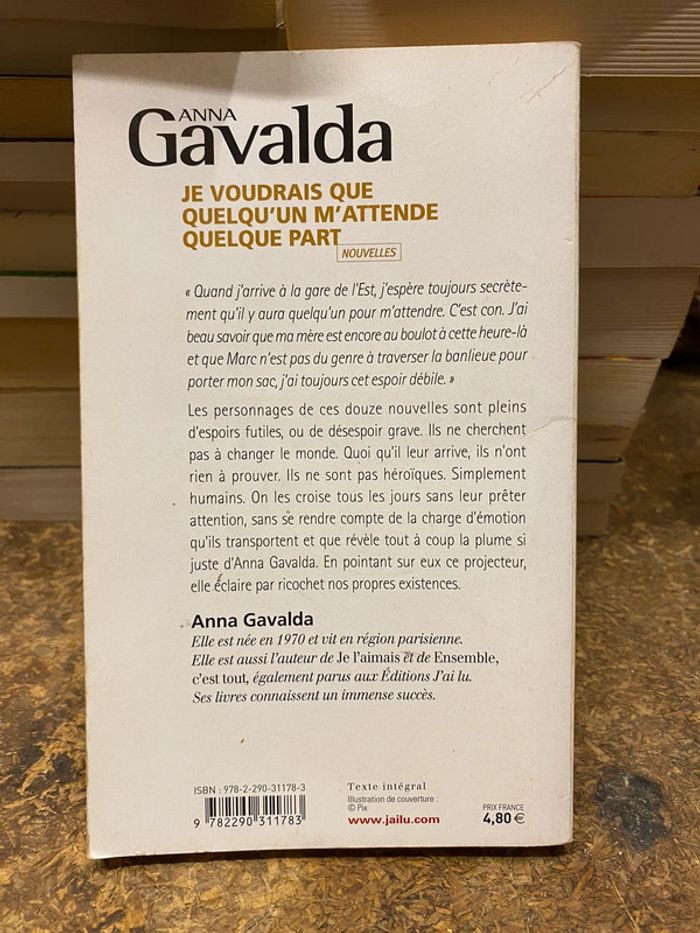 ANNA
Gavalda
JE VOUDRAIS QUE
QUELQU'UN M'ATTENDE
QUELQUE PART
NOUVELLES
« Quand j'arrive à la gare de l'Est, j'espère toujours secrète-
ment qu'il y aura quelqu'un pour m'attendre. C'est con. J'ai
beau savoir que ma mère est encore au boulot à cette heure-là
et que Marc n'est pas du genre à traverser la banlieue pour
porter mon sac, j'ai toujours cet espoir débile. »
Les personnages de ces douze nouvelles sont pleins
d'espoirs futiles, ou de désespoir grave. Ils ne cherchent
pas à changer le monde. Quoi qu'il leur arrive, ils n'ont
rien à prouver. Ils ne sont pas héroïques. Simplement
humains. On les croise tous les jours sans leur prêter
attention, sans se rendre compte de la charge d'émotion
qu'ils transportent et que révèle tout à coup la plume si
juste d'Anna Gavalda. En pointant sur eux ce projecteur,
elle éclaire par ricochet nos propres existences.
Anna Gavalda
Elle est née en 1970 et vit en région parisienne.
Elle est aussi l'auteur de Je l'aimais et de Ensemble,
c'est tout, également parus aux Éditions J'ai lu.
Ses livres connaissent un immense succès.
ISBN : 978-2-290-31178-3
9 782290 311783
Texte intégral
Illustration de couverture :
© Pix
www.jailu.com
PRIX FRANCE
4,80 €